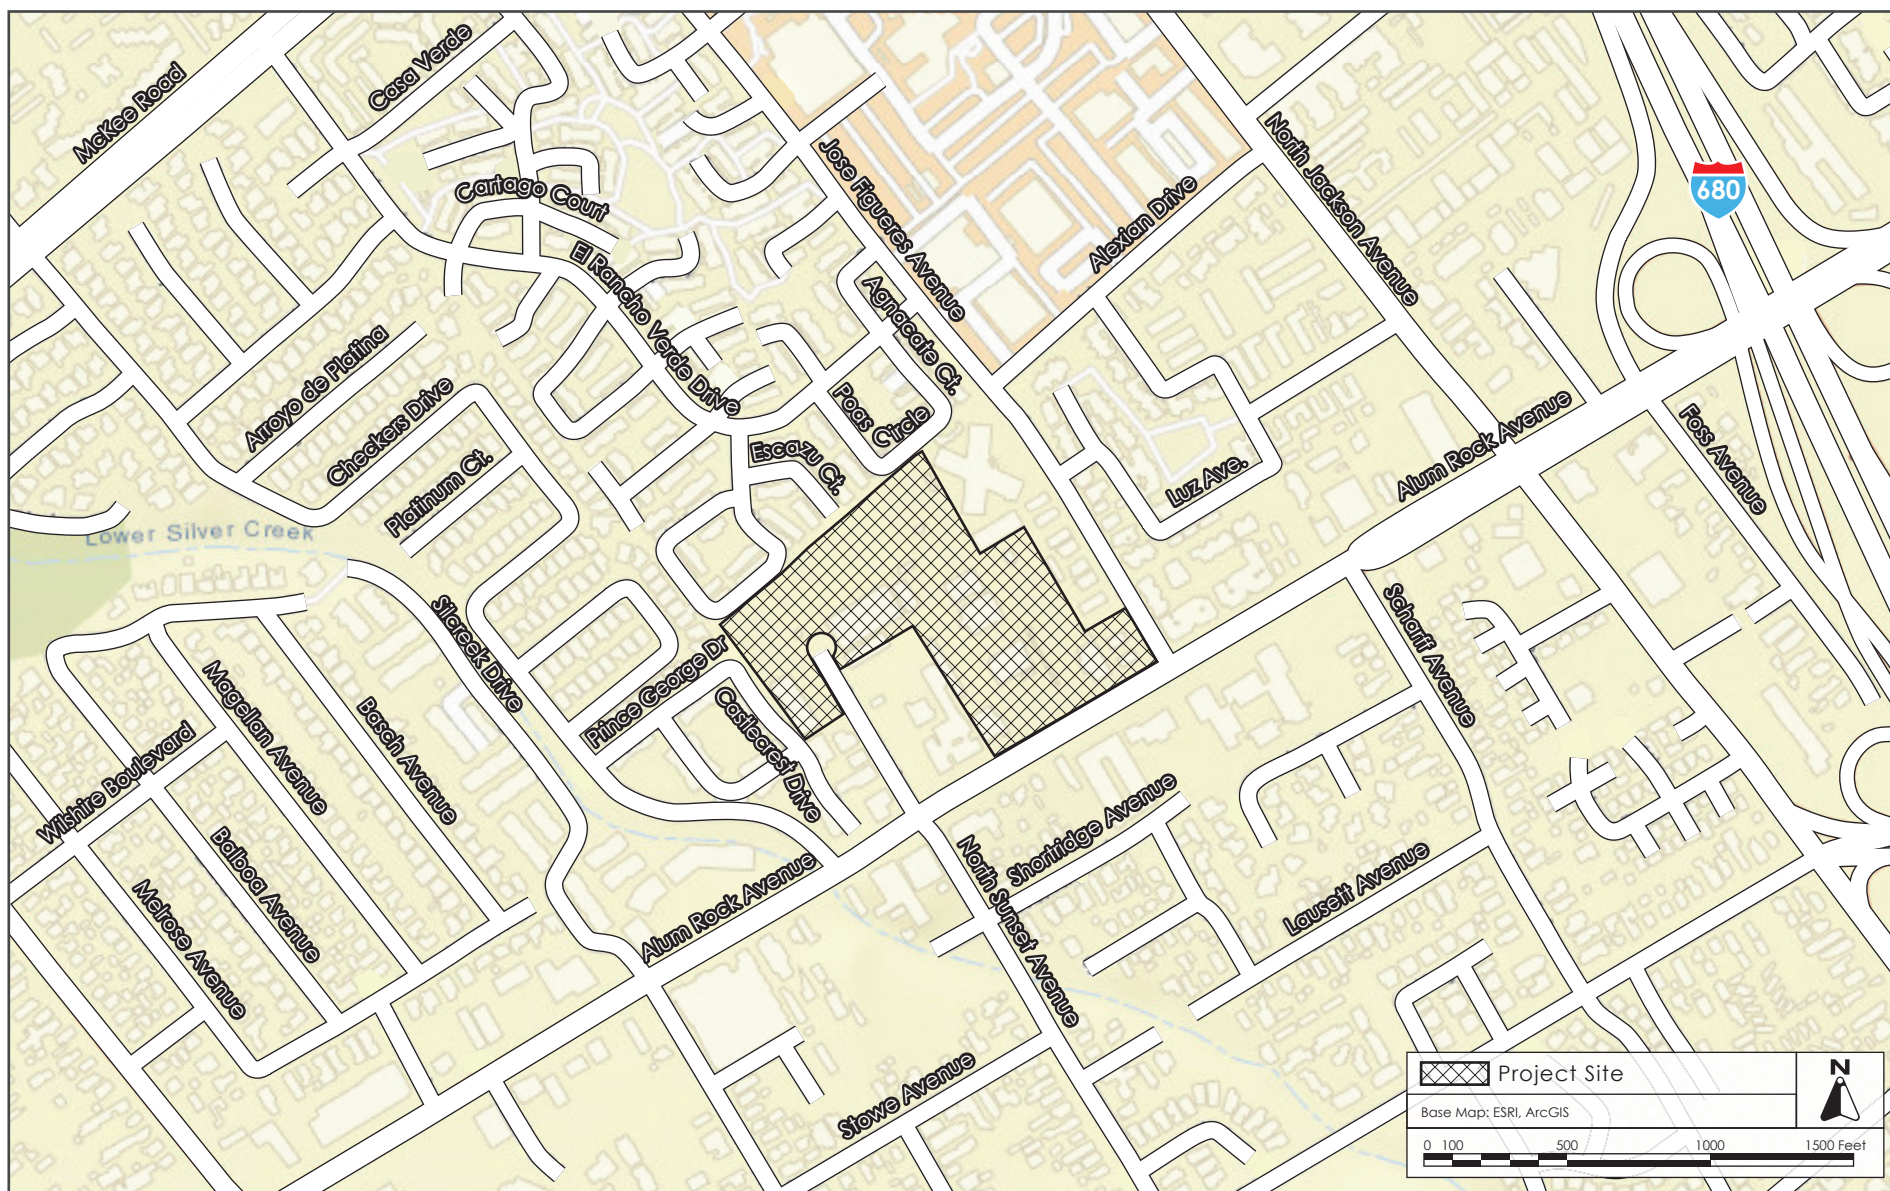 McKee Road
Casa Verde
Cartago Court
El Rancho Verde Drive
Jose Figueres Avenue
North Jackson Avenue
680
Alexian Drive
Agnacate Ct.
Poas Circle
Escazu Ct.
Arroyo de Platina
Checkers Drive
Platinum Ct.
Luz Ave.
Alum Rock Avenue
Foss Avenue
Lower Silver Creek
Silcreek Drive
Prince George Dr
Castlecrest Drive
Scharff Avenue
Magellan Avenue
Basch Avenue
Wilshire Boulevard
Balboa Avenue
Melrose Avenue
Alum Rock Avenue
North Sunset Avenue
Shortridge Avenue
Lausett Avenue
Stowe Avenue
Project Site
N
Base Map: ESRI, ArcGIS
0 100 500 1000 1500 Feet